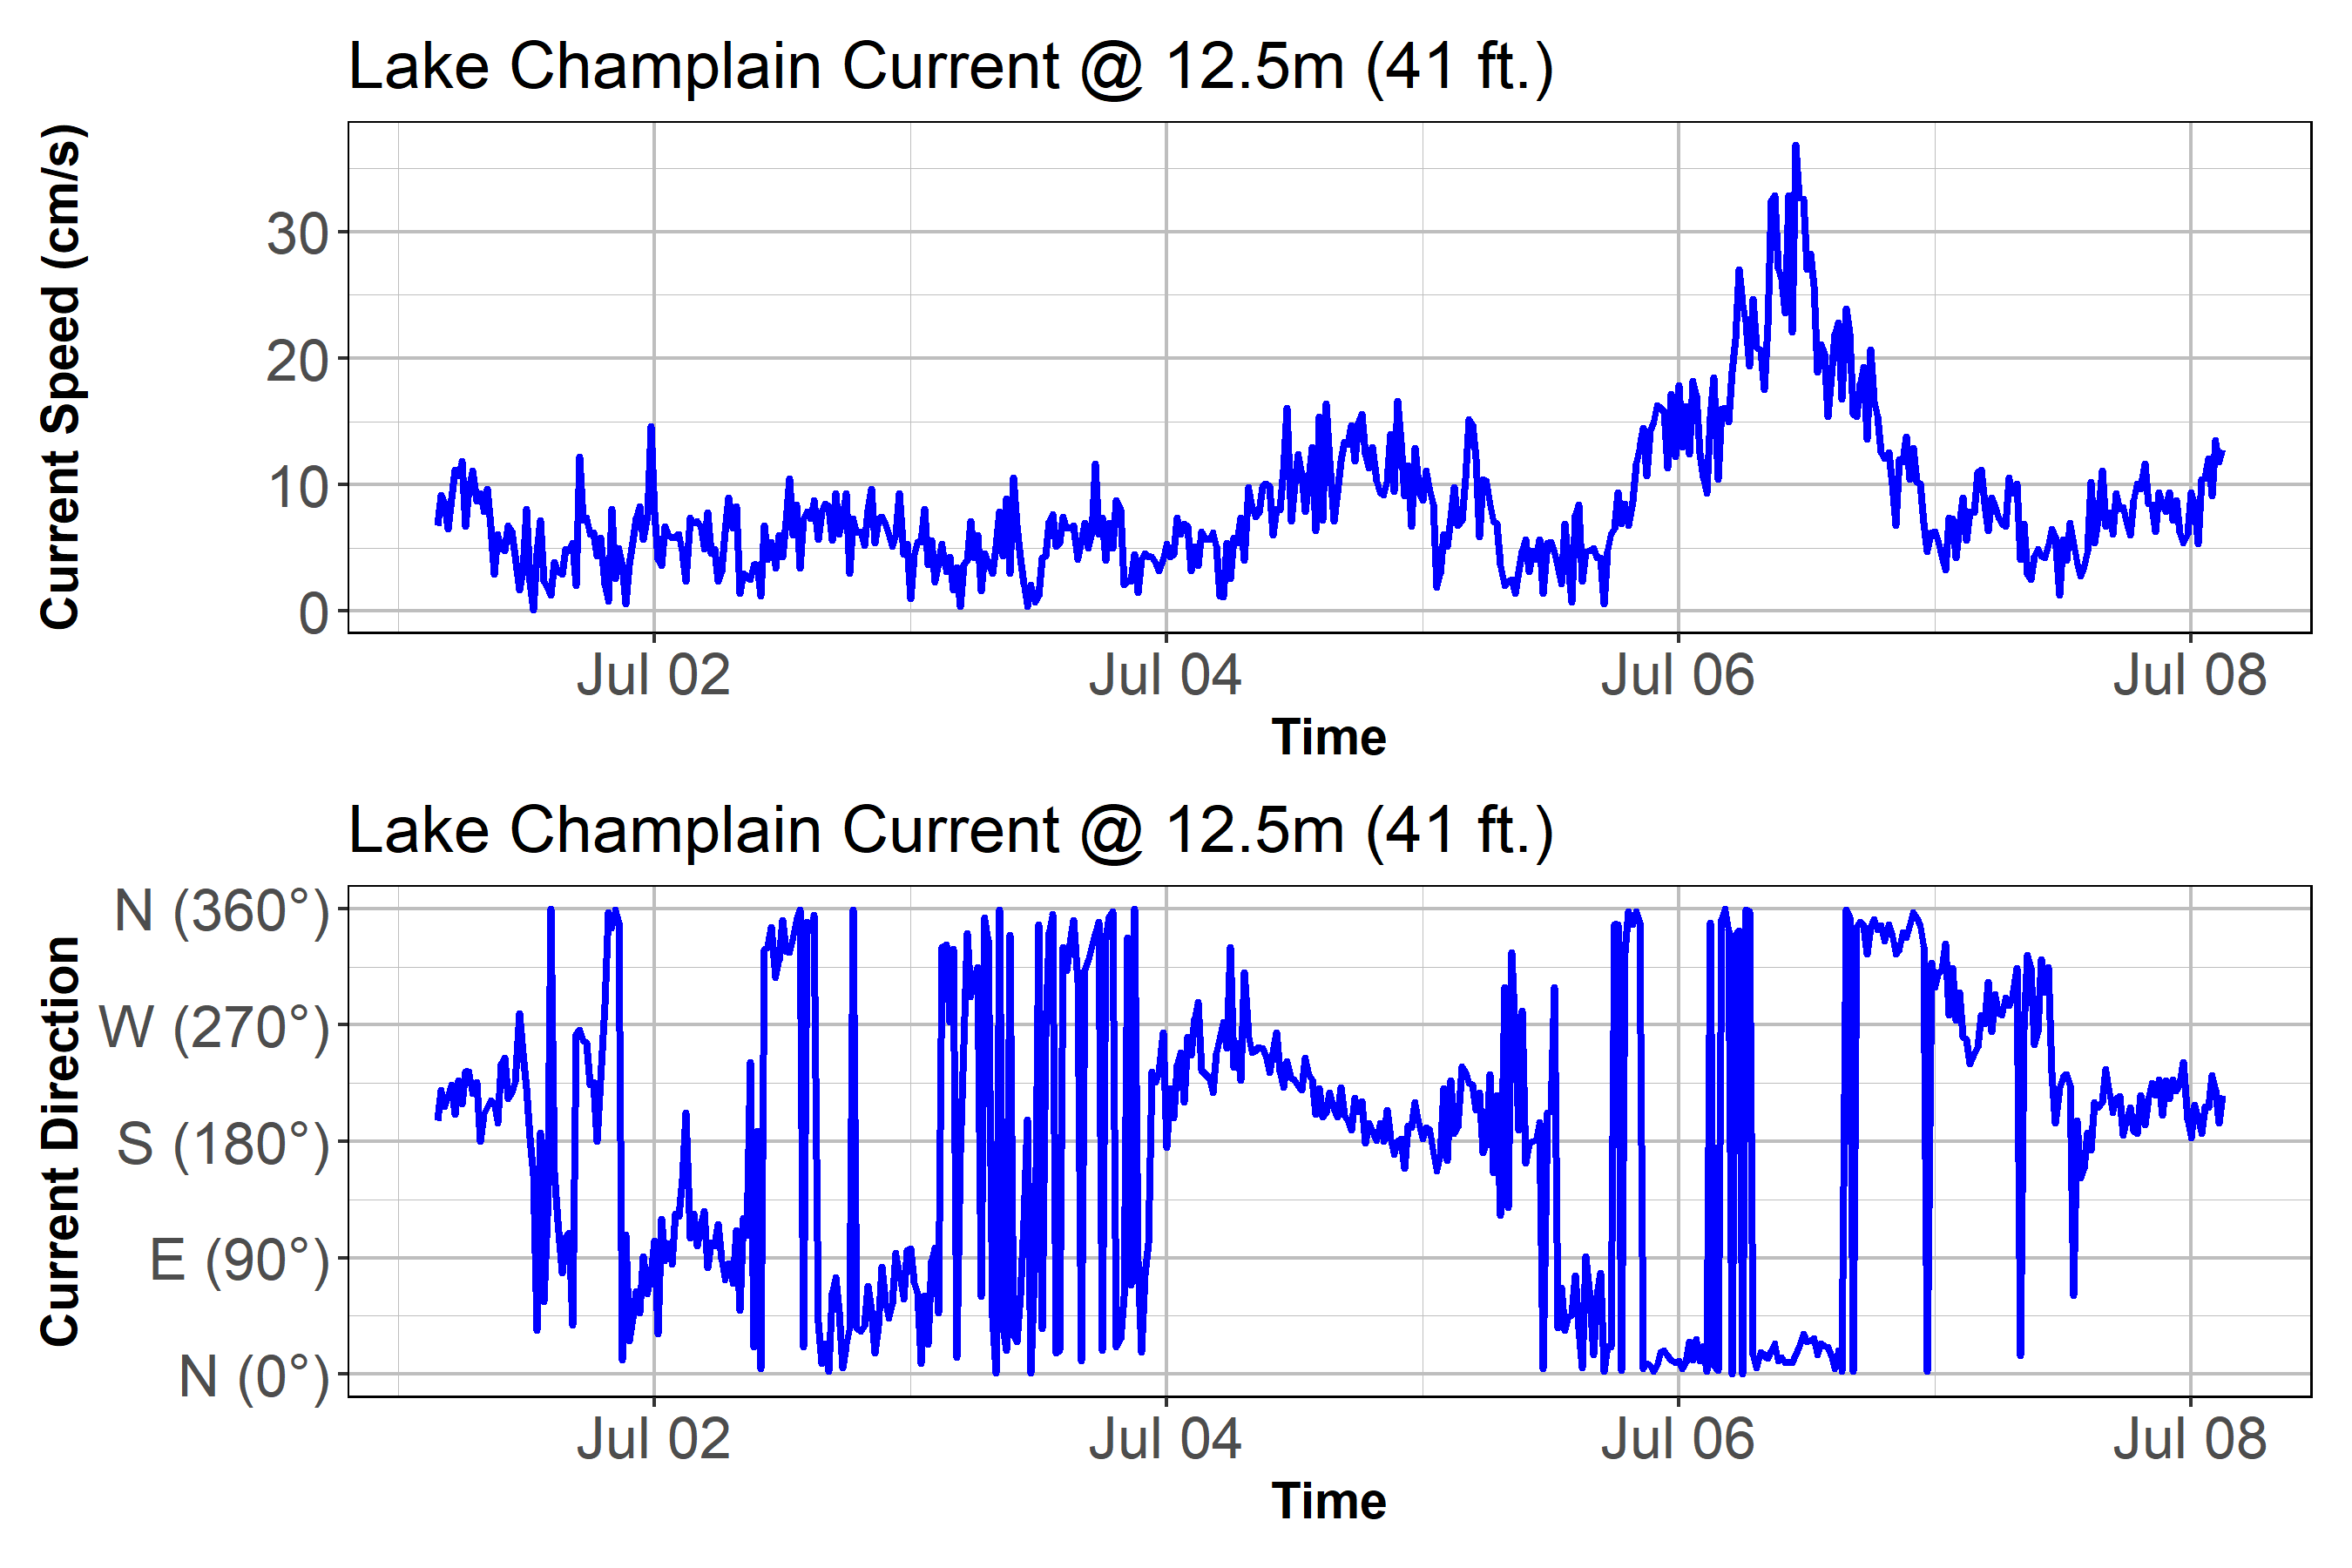 Lake Champlain Current @ 12.5m (41 ft.)
Current Speed (cm/s)
30
20
10
0
Jul 02 Jul 04 Jul 06 Jul 08
Time
Lake Champlain Current @ 12.5m (41 ft.)
Current Direction
N (360°)
W (270°)
S (180°)
E (90°)
N (0°)
Jul 02 Jul 04 Jul 06 Jul 08
Time